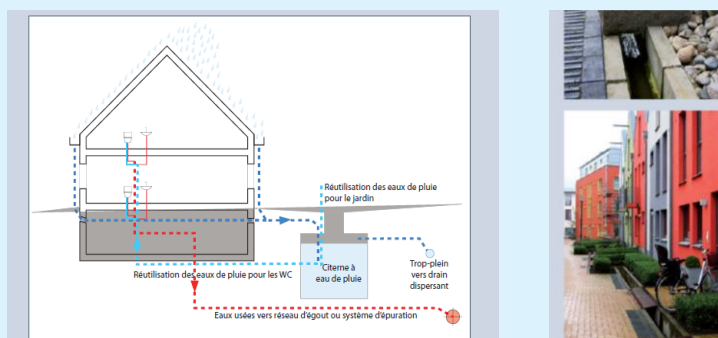 Réutilisation des eaux de pluie
pour le jardin
Citerne à
eau de pluie
Trop-plein
vers drain
dispersant
Réutilisation des eaux de pluie pour les WC
Eaux usées vers réseau d'égout ou système d'épuration